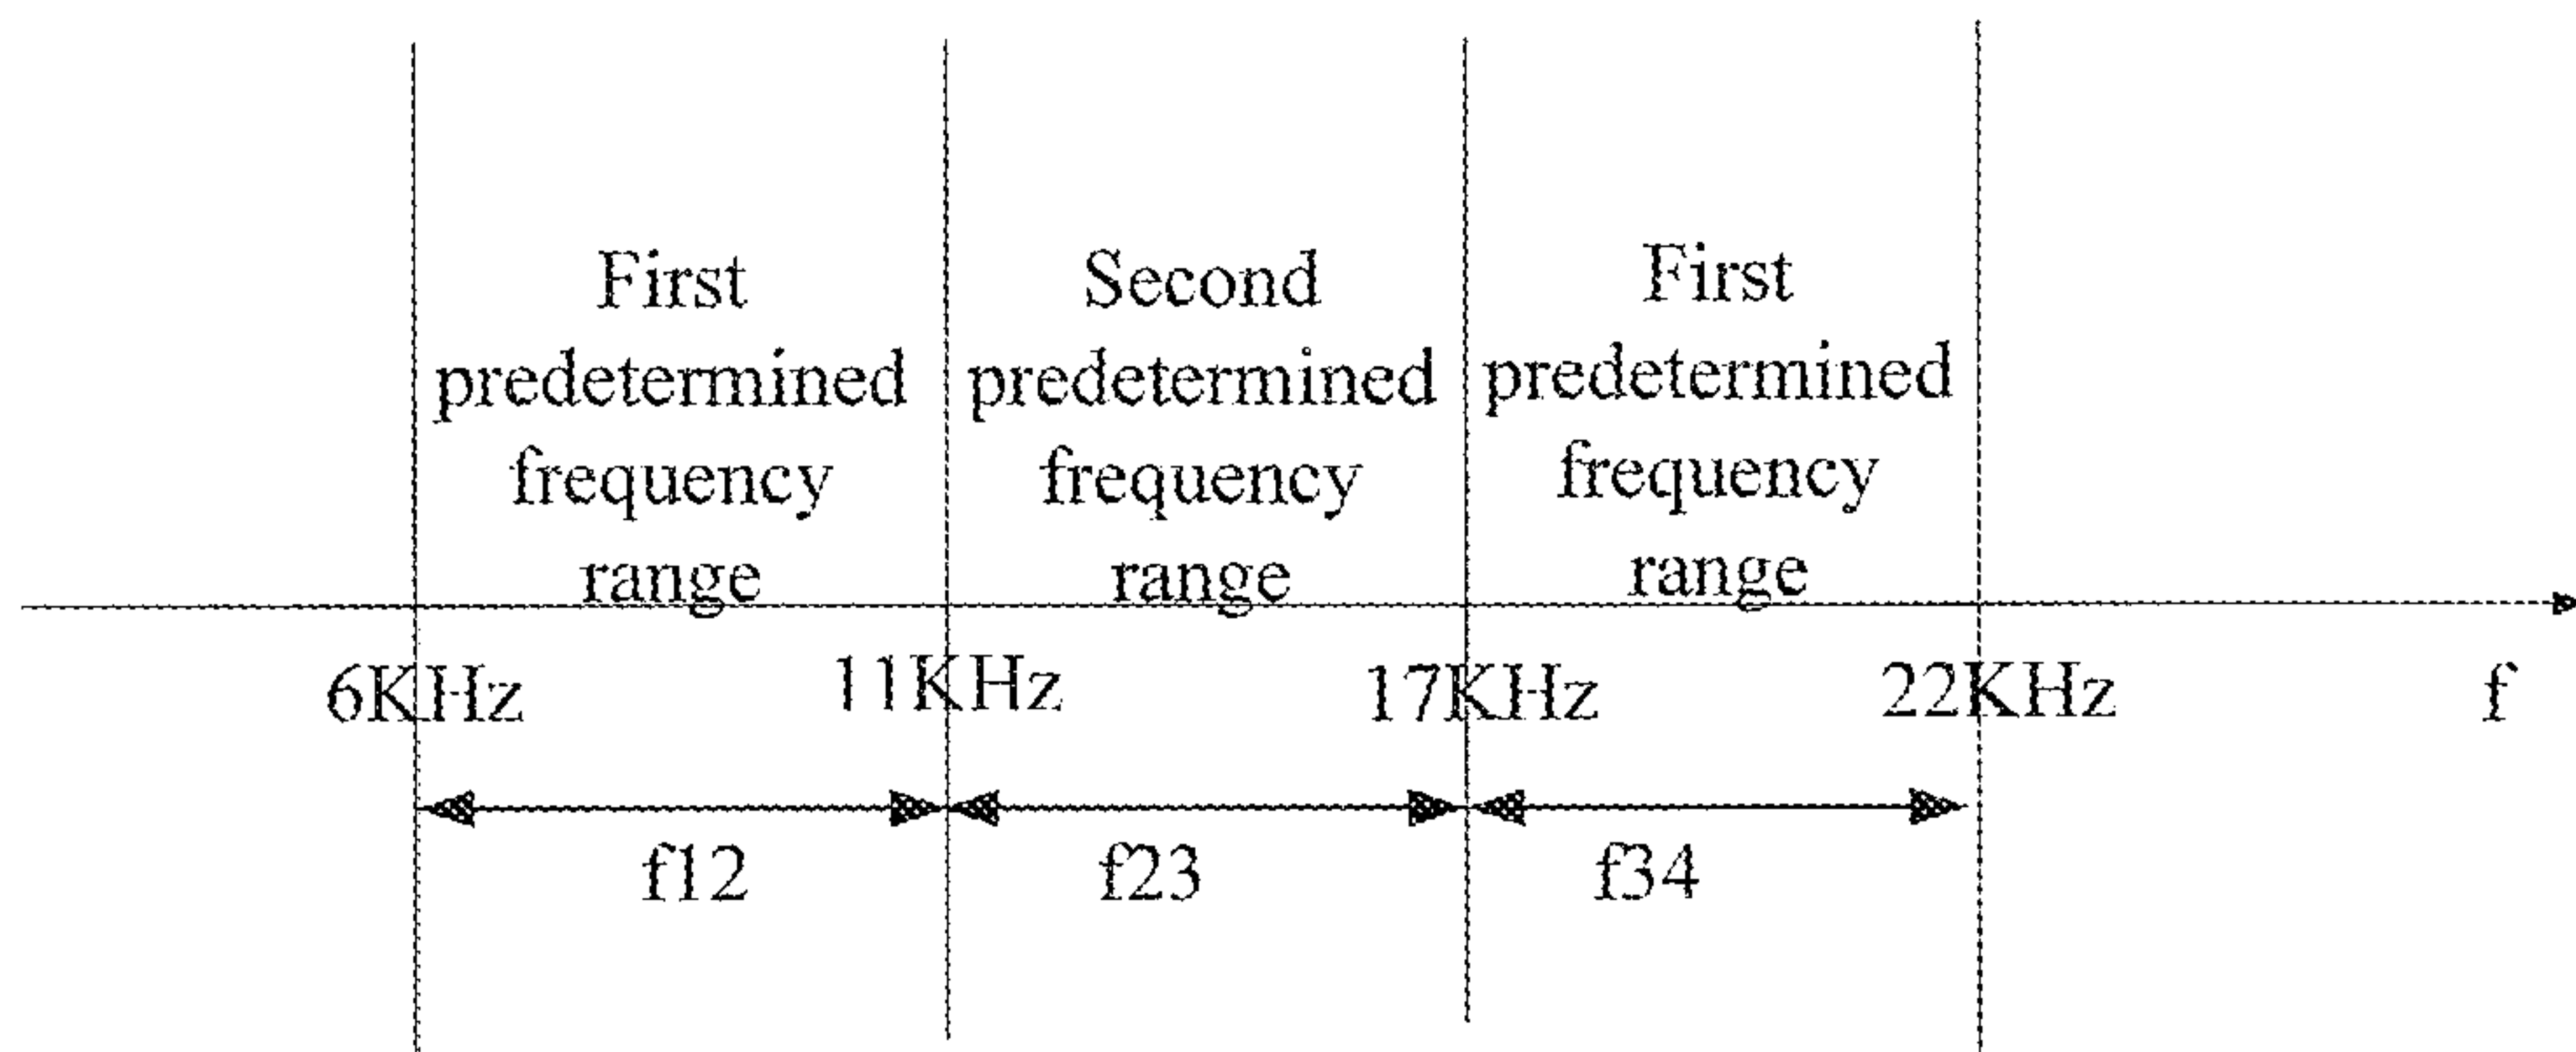 First
predetermined
frequency
range
Second
predetermined
frequency
range
First
predetermined
frequency
range
6KHz
11KHz
17KHz
22KHz
f
f12
f23
f34